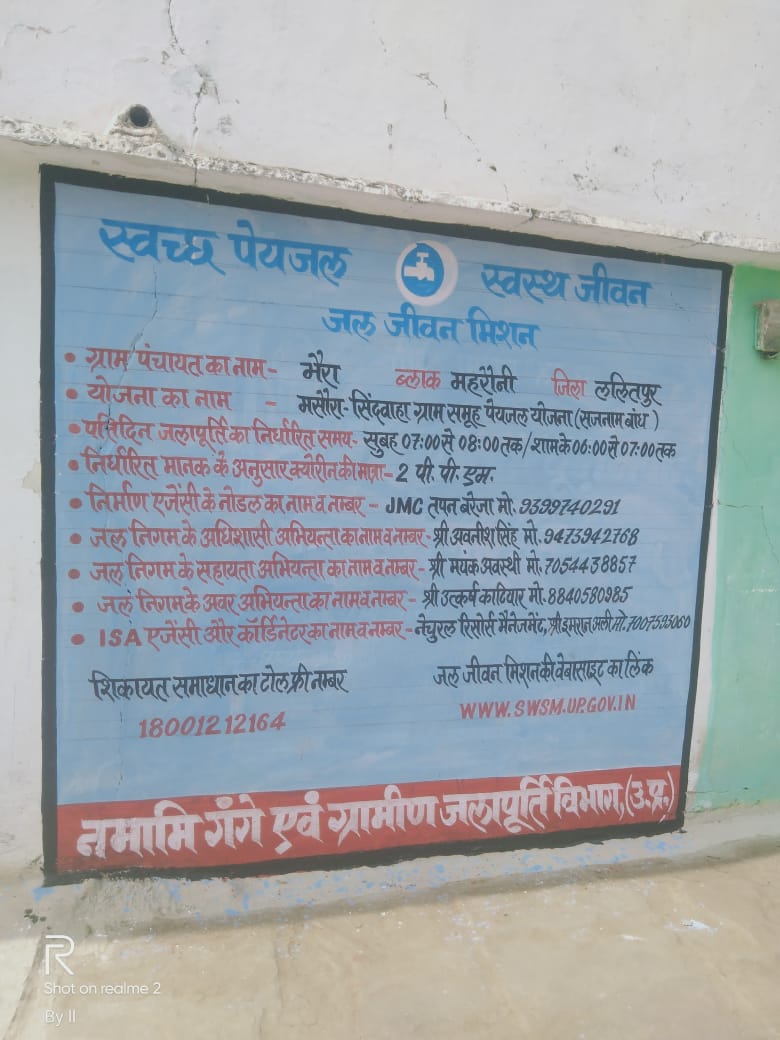 स्वच्छ पेयजल स्वस्थ जीवन
जल जीवन मिशन
• ग्राम पंचायत का नाम - भैरा ब्लाक महरौनी जिला ललितपुर
• योजना का नाम - मसौरा- सिंदवाहा ग्राम समूह पेयजल योजना (सजनाम बांध)
• प्रतिदिन जलापूर्ति का निर्धारित समय- सुबह 07:00 से 08:00 तक / शाम के 06:00 से 07:00 तक
• निर्धारित मानक के अनुसार क्योरीन की मात्रा- 2 पी. पी. एम.
• निर्माण एजेंसी के नोडल का नाम व नम्बर - JMC तपन बरेजा मो. 9399740291
• जल निगम के अधिशासी अभियन्ता का नाम व नम्बर- श्री अवनीश सिंह मो. 9473942768
• जल निगम के सहायता अभियन्ता का नाम व नम्बर - श्री मयंक अवस्थी मो. 7054438857
• जल निगम के अवर अभियन्ता का नाम व नम्बर - श्री उत्कर्ष कटियार मो. 8840580985
• ISA एजेंसी और कॉर्डिनेटर का नाम व नम्बर - नेचुरल रिसोर्स मैनेजमेंट, श्री इमरान अली मो. 7007593060
शिकायत समाधान का टोल फ्री नम्बर
18001212164
जल जीवन मिशन की वेबासाइट का लिंक
WWW.SWSM.UP.GOV.IN
नमामि गंगे एवं ग्रामीण जलापूर्ति विभाग, (उ.प्र.)
R
Shot on realme 2
By II